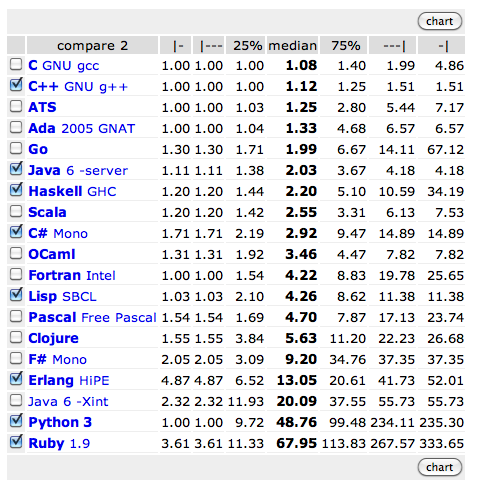 chart
compare 2 |- |--- 25% median 75% ---| -|
C GNU gcc 1.00 1.00 1.00 1.08 1.40 1.99 4.86
C++ GNU g++ 1.00 1.00 1.00 1.12 1.25 1.51 1.51
ATS 1.00 1.00 1.03 1.25 2.80 5.44 7.17
Ada 2005 GNAT 1.00 1.00 1.04 1.33 4.68 6.57 6.57
Go 1.30 1.30 1.71 1.99 6.67 14.11 67.12
Java 6 -server 1.11 1.11 1.38 2.03 3.67 4.18 4.18
Haskell GHC 1.20 1.20 1.44 2.20 5.10 10.59 34.19
Scala 1.20 1.20 1.42 2.55 3.31 6.13 7.53
C# Mono 1.71 1.71 2.19 2.92 9.47 14.89 14.89
OCaml 1.31 1.31 1.92 3.46 4.47 7.82 7.82
Fortran Intel 1.00 1.00 1.54 4.22 8.83 19.78 25.65
Lisp SBCL 1.03 1.03 2.10 4.26 8.62 11.38 11.38
Pascal Free Pascal 1.54 1.54 1.69 4.70 7.87 17.13 23.74
Clojure 1.55 1.55 3.84 5.63 11.20 22.23 26.68
F# Mono 2.05 2.05 3.09 9.20 34.76 37.35 37.35
Erlang HiPE 4.87 4.87 6.52 13.05 20.61 41.73 52.01
Java 6 -Xint 2.32 2.32 11.93 20.09 37.55 55.73 55.73
Python 3 1.00 1.00 9.72 48.76 99.48 234.11 235.30
Ruby 1.9 3.61 3.61 11.33 67.95 113.83 267.57 333.65
chart